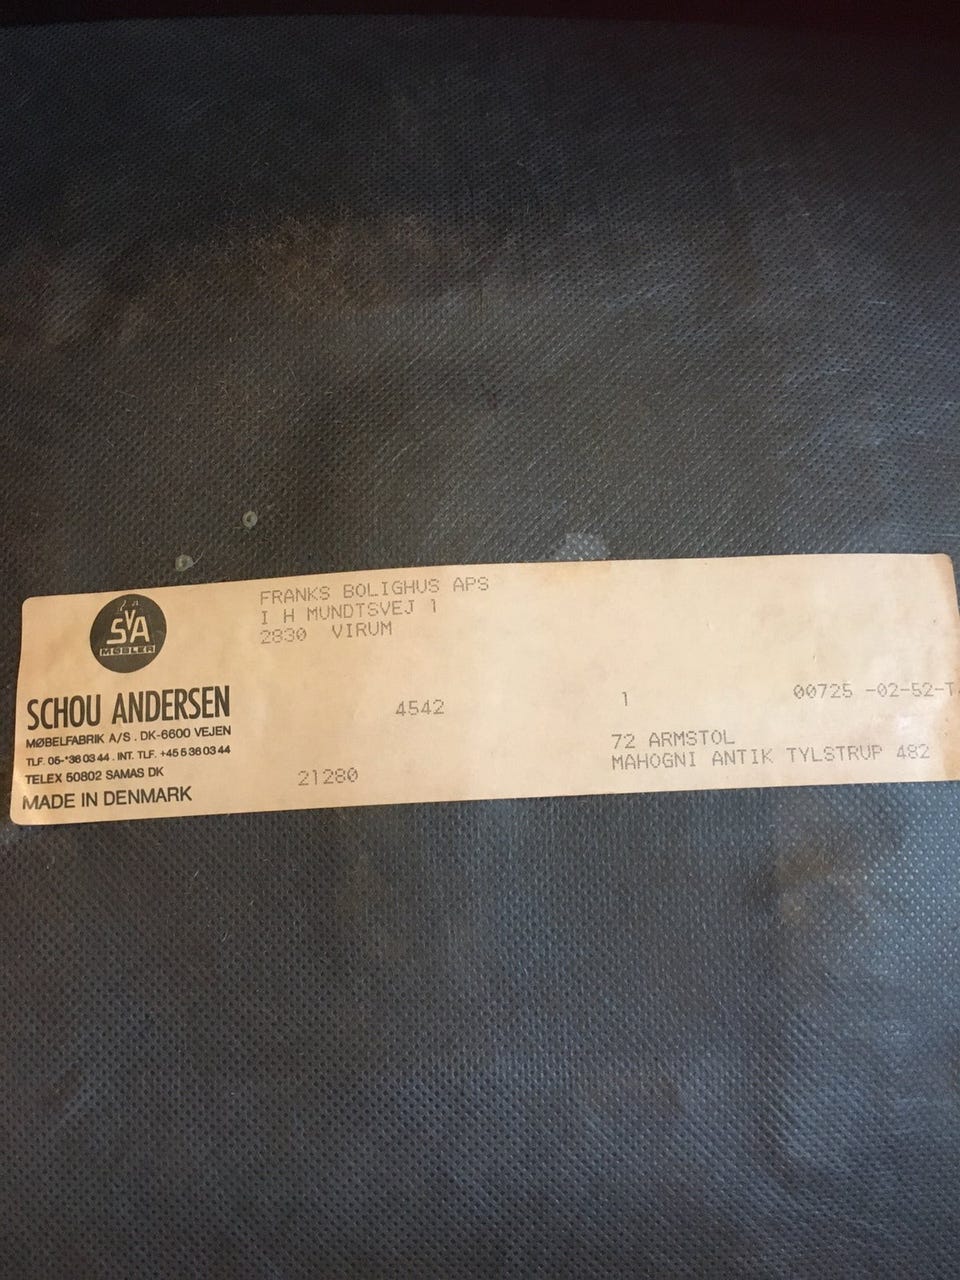 SVA
MØBLER
SCHOU ANDERSEN
MØBELFABRIK A/S . DK-6600 VEJEN
TLF. 05-*36 03 44 . INT. TLF. +45 5 36 03 44
TELEX 50802 SAMAS DK
MADE IN DENMARK
FRANKS BOLIGHUS APS
I H MUNDTSVEJ 1
2830 VIRUM
4542
1
00725 -02-52-T
21280
72 ARMSTOL
MAHOGNI ANTIK TYLSTRUP 482